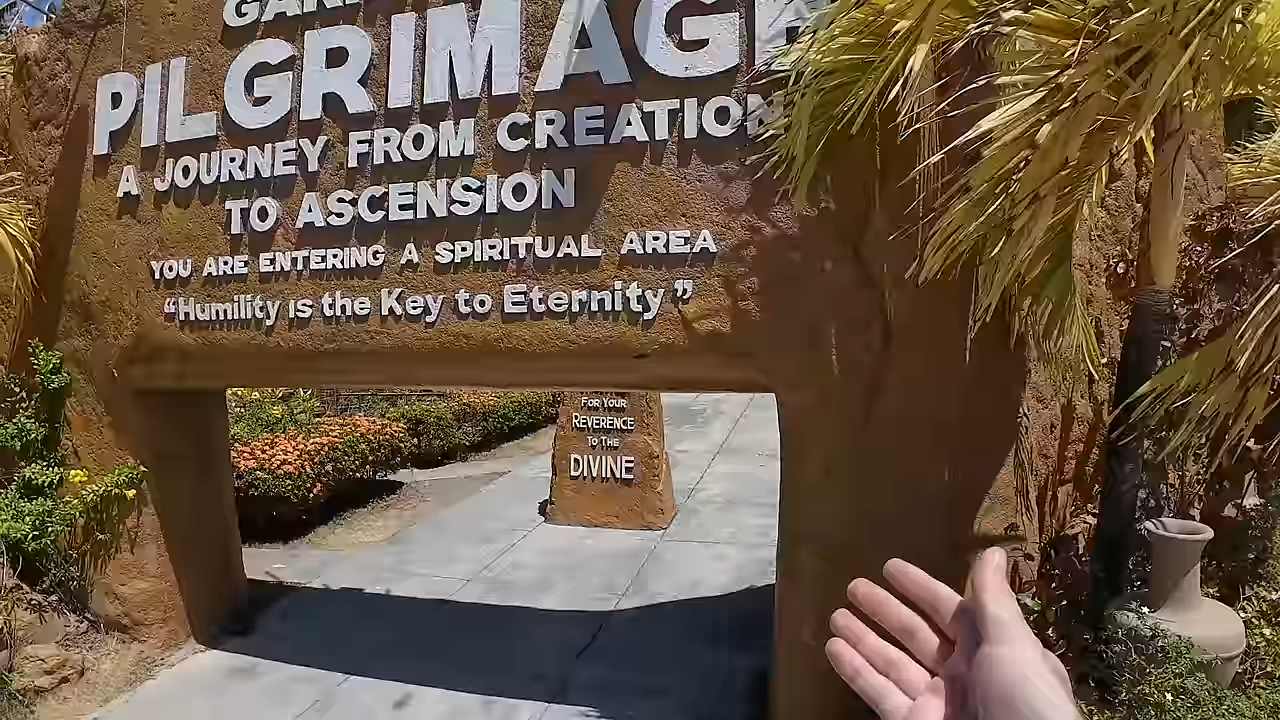 PILGRIMAGE
A JOURNEY FROM CREATION
TO ASCENSION
YOU ARE ENTERING A SPIRITUAL AREA
“Humility is the Key to Eternity”
FOR YOUR
REVERENCE
TO THE
DIVINE